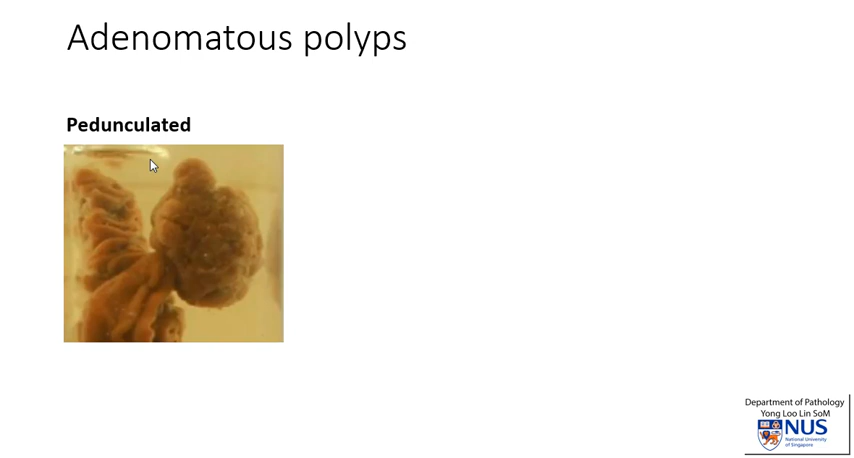 Adenomatous polyps
Pedunculated
Department of Pathology
Yong Loo Lin SoM
NUS
National University
of Singapore